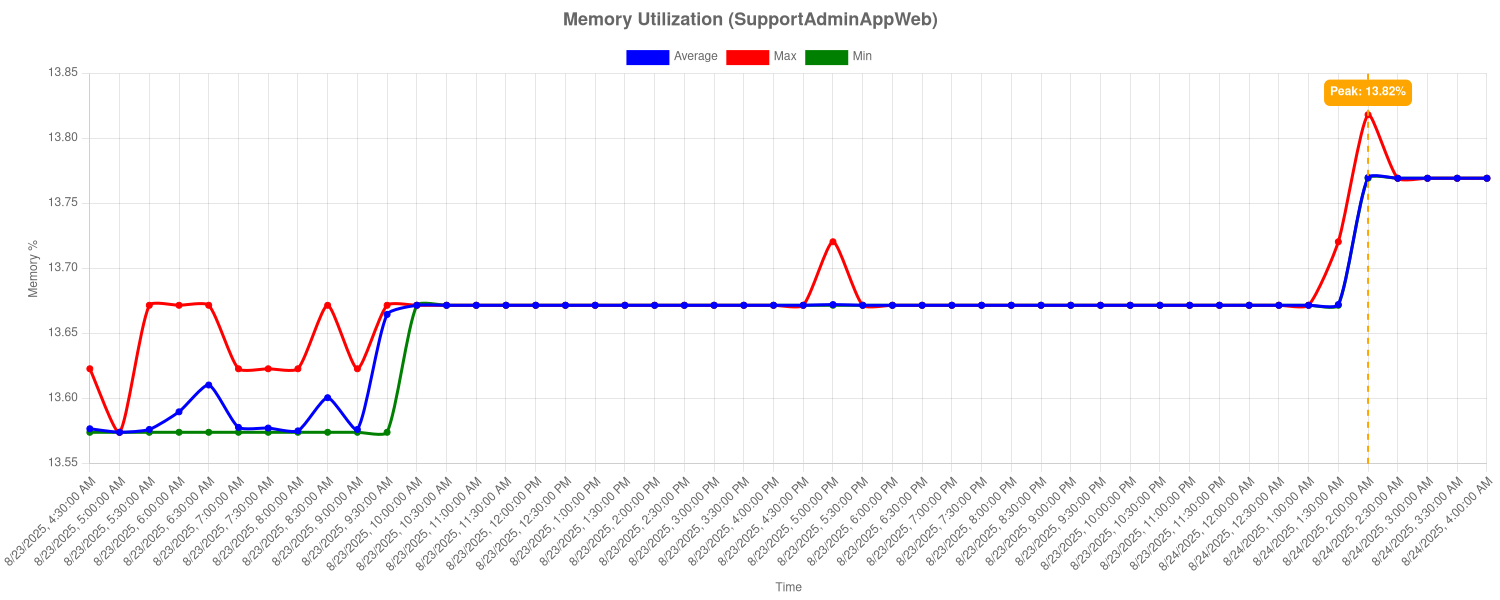 Memory Utilization (SupportAdminAppWeb)
Average Max Min
Peak: 13.82%
13.85
13.80
13.75
13.70
13.65
13.60
13.55
Memory %
8/23/2025, 4:30:00 AM
8/23/2025, 5:00:00 AM
8/23/2025, 5:30:00 AM
8/23/2025, 6:00:00 AM
8/23/2025, 6:30:00 AM
8/23/2025, 7:00:00 AM
8/23/2025, 7:30:00 AM
8/23/2025, 8:00:00 AM
8/23/2025, 8:30:00 AM
8/23/2025, 9:00:00 AM
8/23/2025, 9:30:00 AM
8/23/2025, 10:00:00 AM
8/23/2025, 10:30:00 AM
8/23/2025, 11:00:00 AM
8/23/2025, 11:30:00 AM
8/23/2025, 12:00:00 PM
8/23/2025, 12:30:00 PM
8/23/2025, 1:00:00 PM
8/23/2025, 1:30:00 PM
8/23/2025, 2:00:00 PM
8/23/2025, 2:30:00 PM
8/23/2025, 3:00:00 PM
8/23/2025, 3:30:00 PM
8/23/2025, 4:00:00 PM
8/23/2025, 4:30:00 PM
8/23/2025, 5:00:00 PM
8/23/2025, 5:30:00 PM
8/23/2025, 6:00:00 PM
8/23/2025, 6:30:00 PM
8/23/2025, 7:00:00 PM
8/23/2025, 7:30:00 PM
8/23/2025, 8:00:00 PM
8/23/2025, 8:30:00 PM
8/23/2025, 9:00:00 PM
8/23/2025, 9:30:00 PM
8/23/2025, 10:00:00 PM
8/23/2025, 10:30:00 PM
8/23/2025, 11:00:00 PM
8/23/2025, 11:30:00 PM
8/24/2025, 12:00:00 AM
8/24/2025, 12:30:00 AM
8/24/2025, 1:00:00 AM
8/24/2025, 1:30:00 AM
8/24/2025, 2:00:00 AM
8/24/2025, 2:30:00 AM
8/24/2025, 3:00:00 AM
8/24/2025, 3:30:00 AM
8/24/2025, 4:00:00 AM
Time